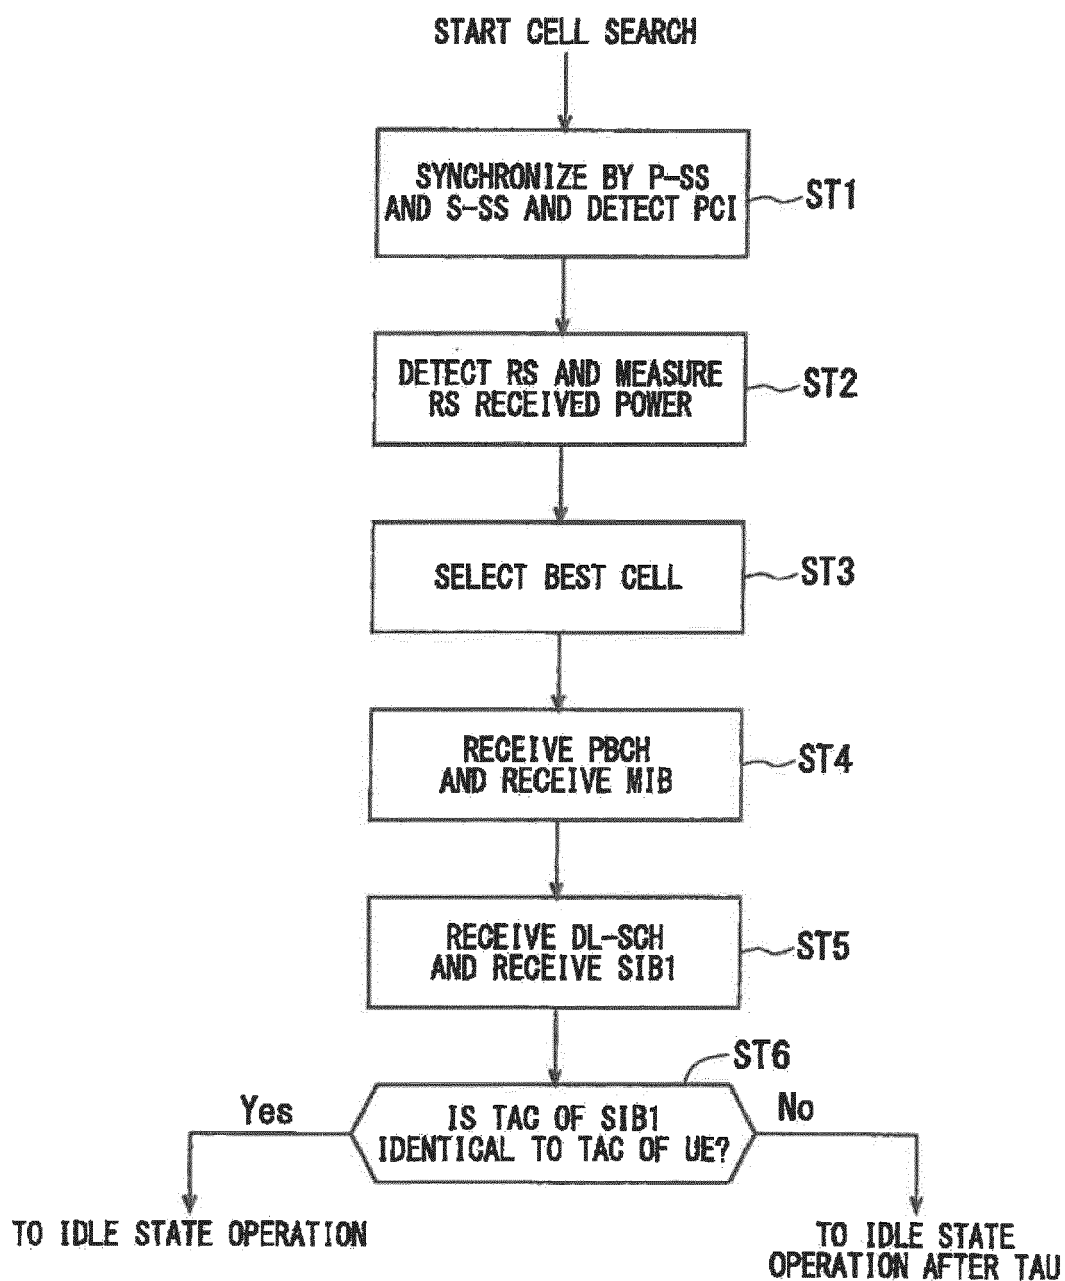 START CELL SEARCH
SYNCHRONIZE BY P-SS
AND S-SS AND DETECT PCI
ST1
DETECT RS AND MEASURE
RS RECEIVED POWER
ST2
SELECT BEST CELL
ST3
RECEIVE PBCH
AND RECEIVE MIB
ST4
RECEIVE DL-SCH
AND RECEIVE SIB1
ST5
ST6
Yes
IS TAC OF SIB1
IDENTICAL TO TAC OF UE?
No
TO IDLE STATE OPERATION
TO IDLE STATE
OPERATION AFTER TAU